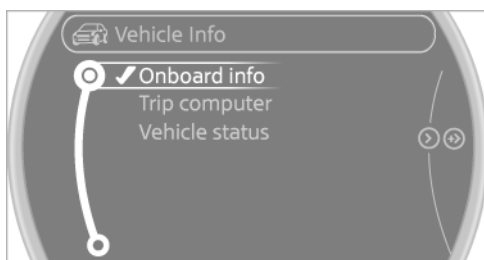 Vehicle Info
Onboard info
Trip computer
Vehicle status